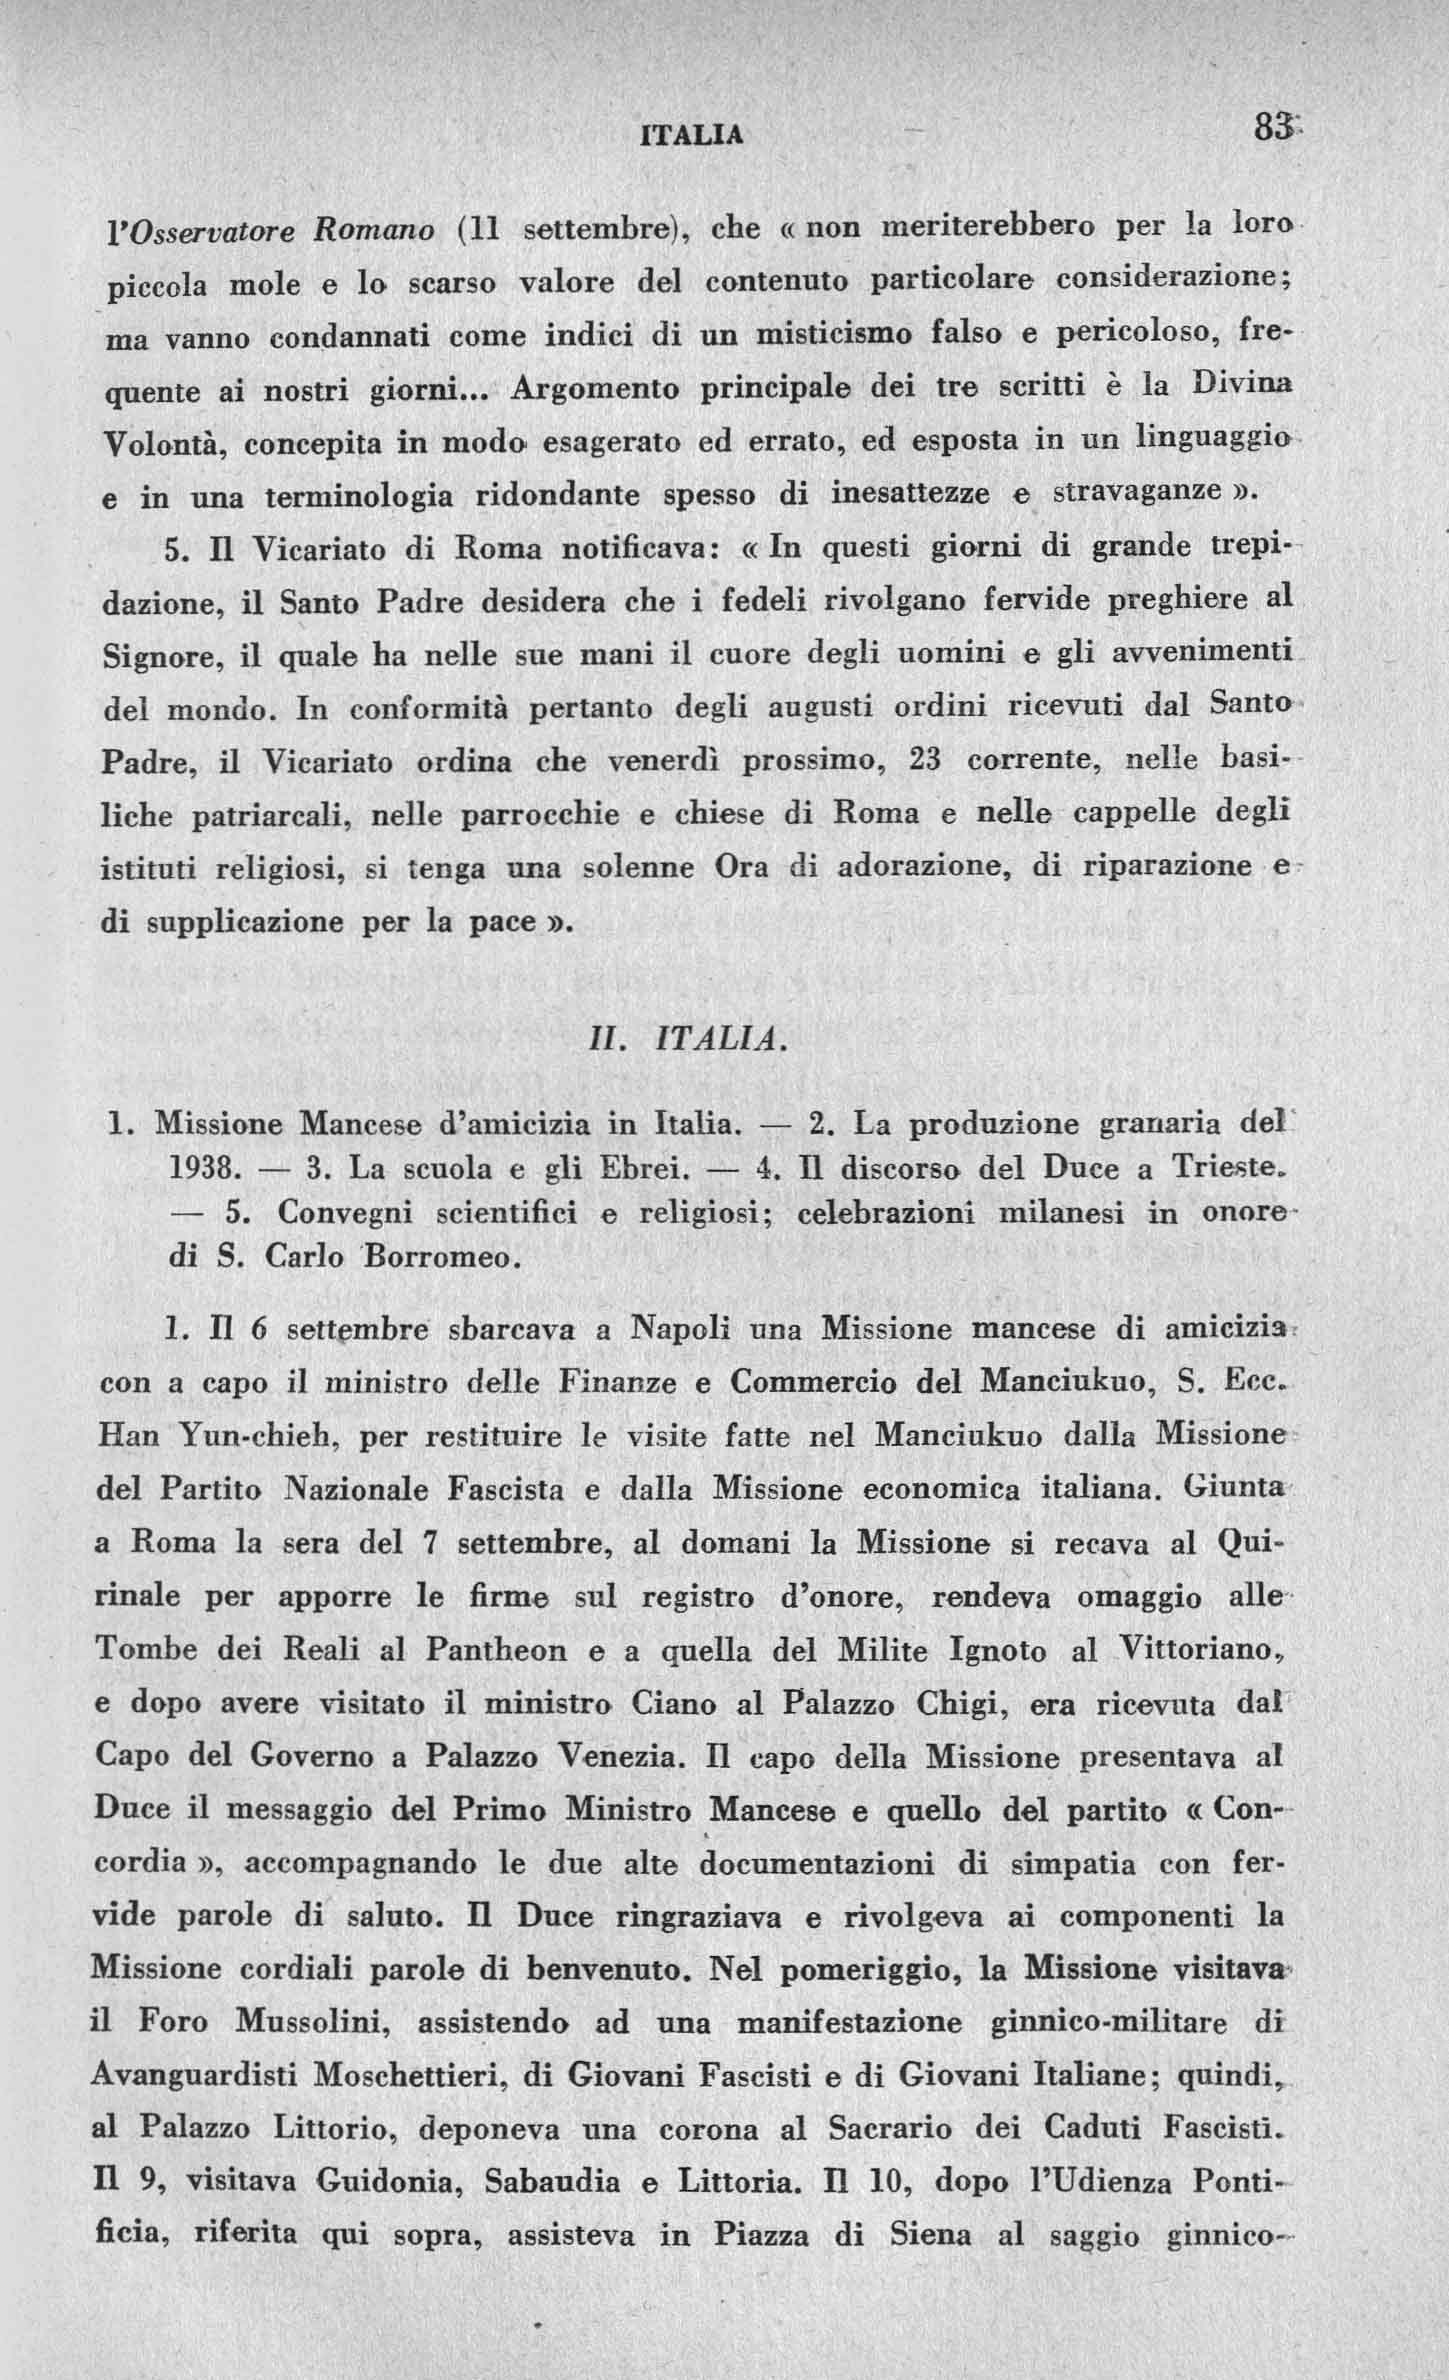 ITALIA 83
l'Osservatore Romano (11 settembre), che « non meriterebbero per la loro
piccola mole e lo scarso valore del contenuto particolare considerazione;
ma vanno condannati come indici di un misticismo falso e pericoloso, fre-
quente ai nostri giorni... Argomento principale dei tre scritti è la Divina
Volontà, concepita in modo esagerato ed errato, ed esposta in un linguaggio
e in una terminologia ridondante spesso di inesattezze e stravaganze ».
5. Il Vicariato di Roma notificava: « In questi giorni di grande trepi-
dazione, il Santo Padre desidera che i fedeli rivolgano fervide preghiere al
Signore, il quale ha nelle sue mani il cuore degli uomini e gli avvenimenti
del mondo. In conformità pertanto degli augusti ordini ricevuti dal Santo
Padre, il Vicariato ordina che venerdì prossimo, 23 corrente, nelle basi-
liche patriarcali, nelle parrocchie e chiese di Roma e nelle cappelle degli
istituti religiosi, si tenga una solenne Ora di adorazione, di riparazione e
di supplicazione per la pace ».
II. ITALIA.
1. Missione Mancese d'amicizia in Italia. — 2. La produzione granaria del
1938. — 3. La scuola e gli Ebrei. — 4. Il discorso del Duce a Trieste.
— 5. Convegni scientifici e religiosi; celebrazioni milanesi in onore
di S. Carlo Borromeo.
1. Il 6 settembre sbarcava a Napoli una Missione mancese di amicizia
con a capo il ministro delle Finanze e Commercio del Manciukuo, S. Ecc.
Han Yun-chieh, per restituire le visite fatte nel Manciukuo dalla Missione
del Partito Nazionale Fascista e dalla Missione economica italiana. Giunta
a Roma la sera del 7 settembre, al domani la Missione si recava al Qui-
rinale per apporre le firme sul registro d'onore, rendeva omaggio alle
Tombe dei Reali al Pantheon e a quella del Milite Ignoto al Vittoriano,
e dopo avere visitato il ministro Ciano al Palazzo Chigi, era ricevuta dal
Capo del Governo a Palazzo Venezia. Il capo della Missione presentava al
Duce il messaggio del Primo Ministro Mancese e quello del partito « Con-
cordia », accompagnando le due alte documentazioni di simpatia con fer-
vide parole di saluto. Il Duce ringraziava e rivolgeva ai componenti la
Missione cordiali parole di benvenuto. Nel pomeriggio, la Missione visitava
il Foro Mussolini, assistendo ad una manifestazione ginnico-militare di
Avanguardisti Moschettieri, di Giovani Fascisti e di Giovani Italiane; quindi,
al Palazzo Littorio, deponeva una corona al Sacrario dei Caduti Fascisti.
Il 9, visitava Guidonia, Sabaudia e Littoria. Il 10, dopo l'Udienza Ponti-
ficia, riferita qui sopra, assisteva in Piazza di Siena al saggio ginnico-